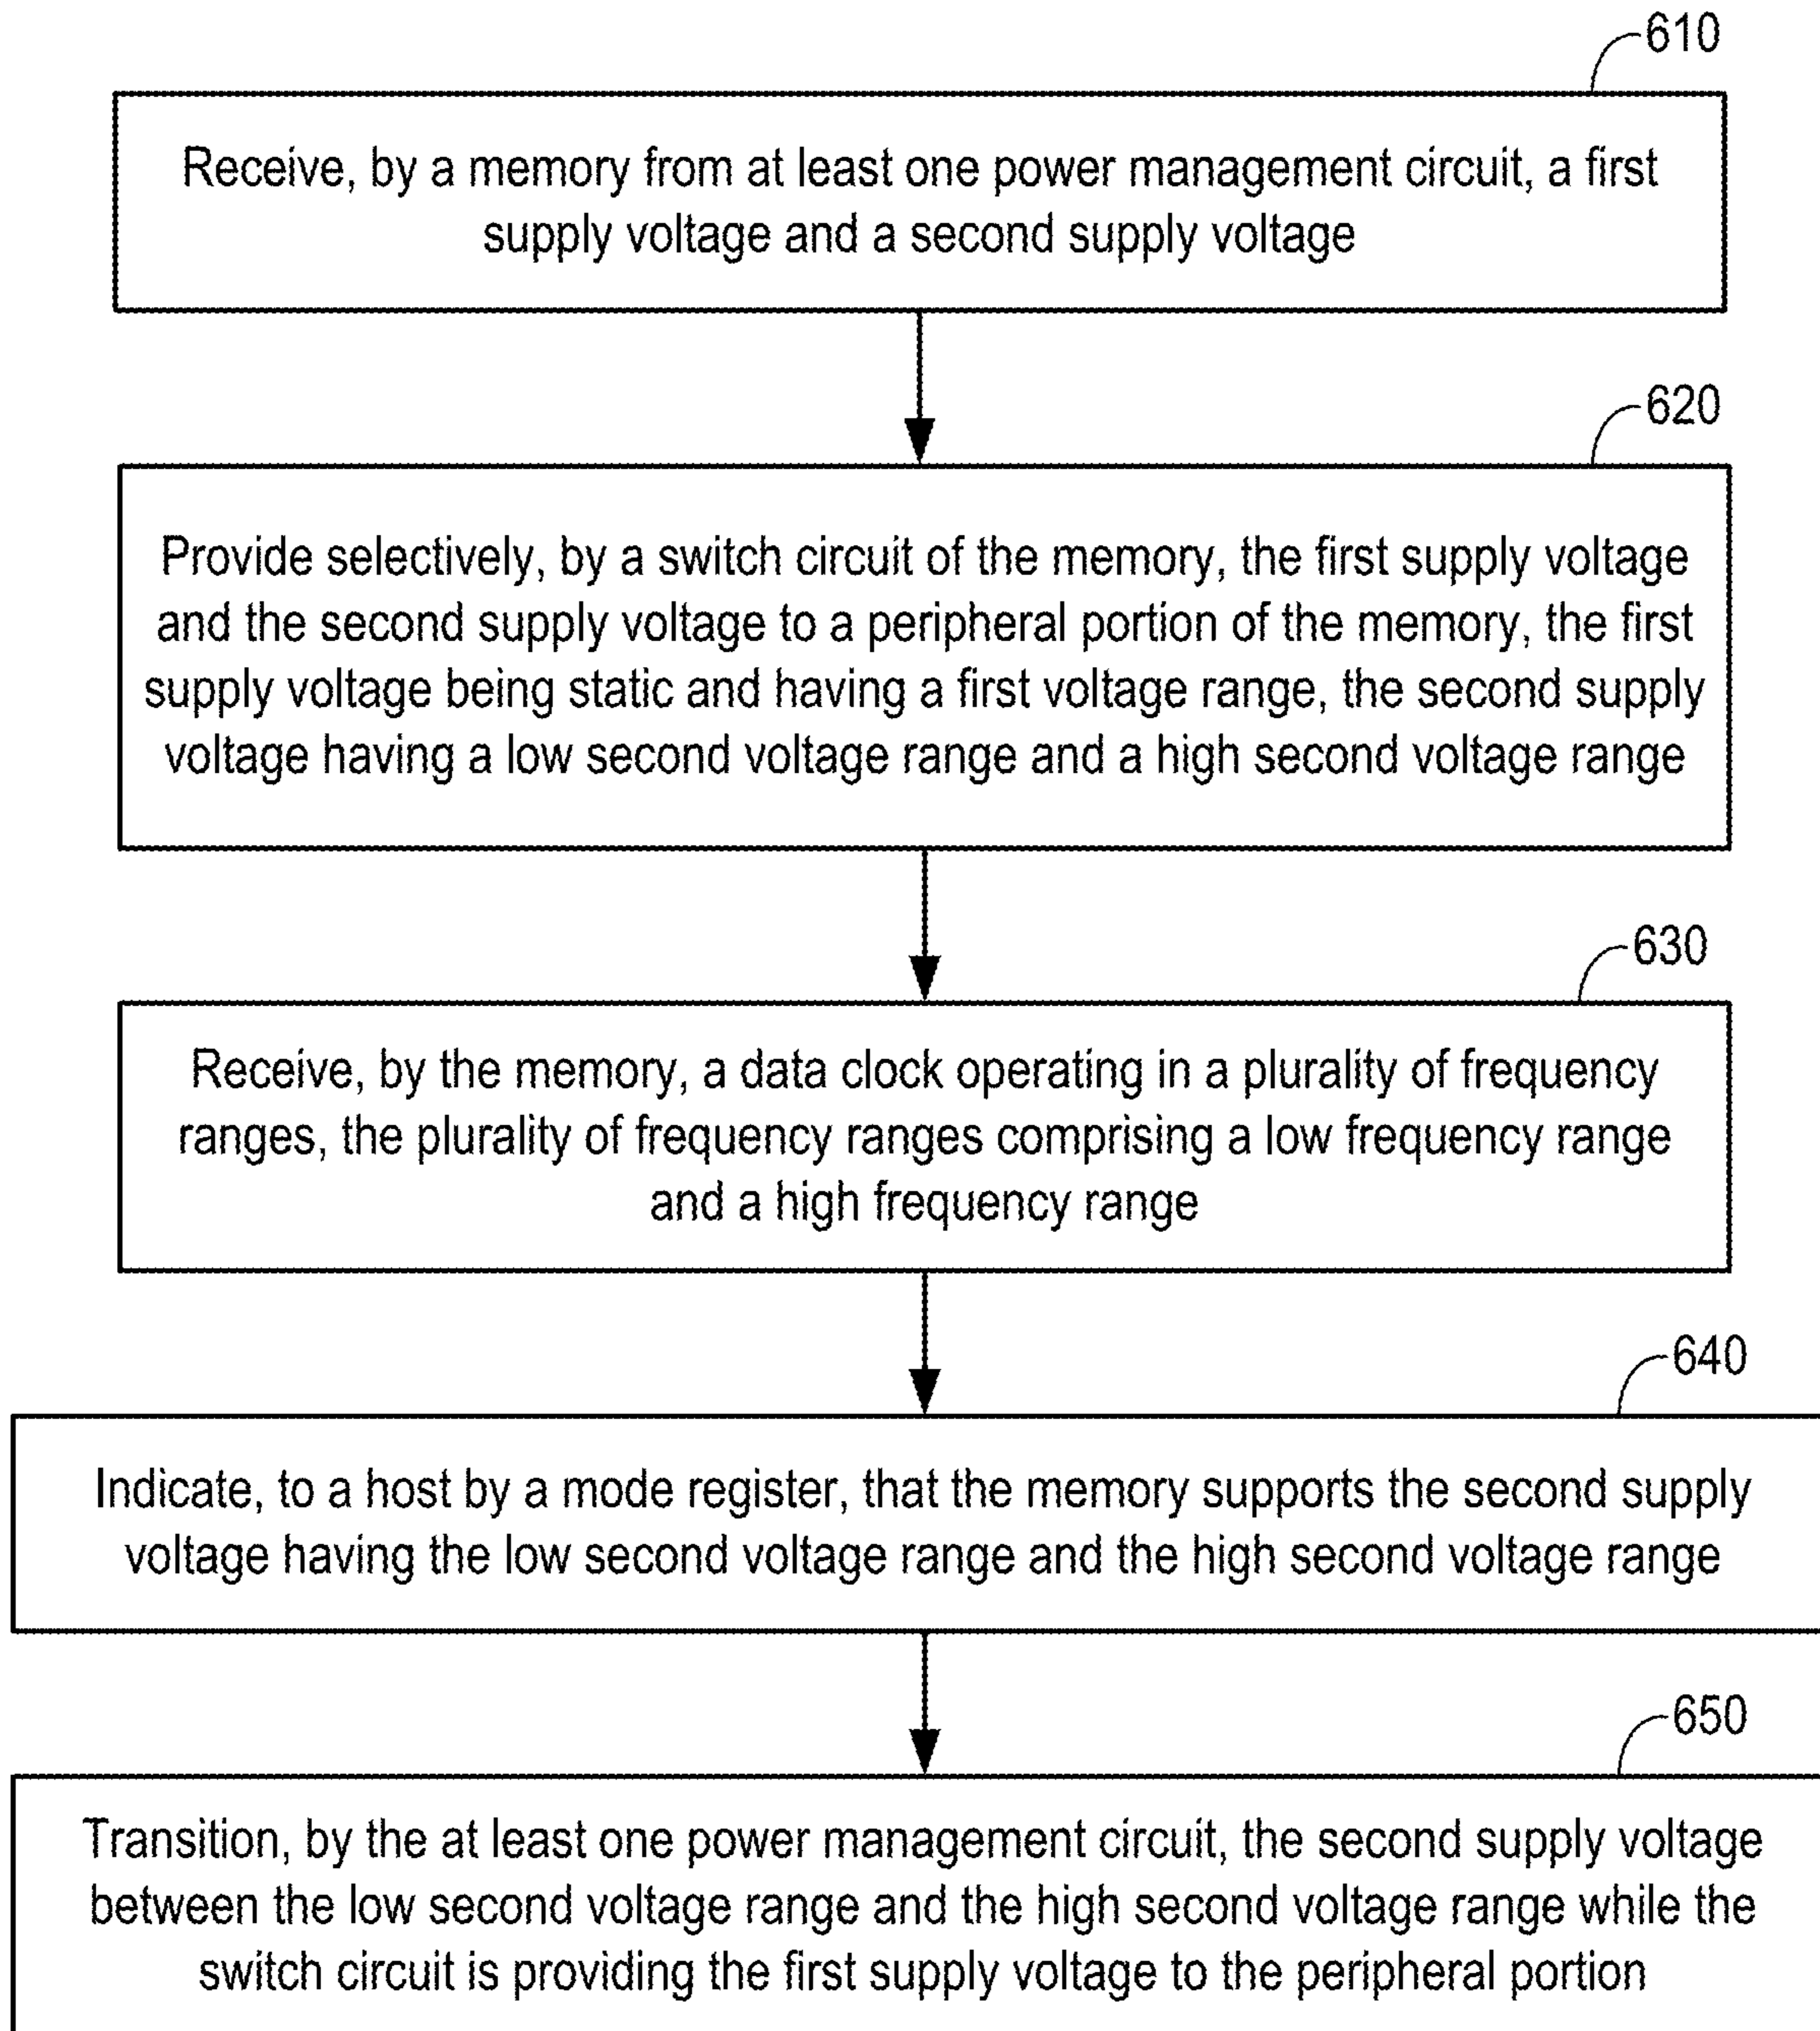 610
Receive, by a memory from at least one power management circuit, a first
supply voltage and a second supply voltage
620
Provide selectively, by a switch circuit of the memory, the first supply voltage
and the second supply voltage to a peripheral portion of the memory, the first
supply voltage being static and having a first voltage range, the second supply
voltage having a low second voltage range and a high second voltage range
630
Receive, by the memory, a data clock operating in a plurality of frequency
ranges, the plurality of frequency ranges comprising a low frequency range
and a high frequency range
640
Indicate, to a host by a mode register, that the memory supports the second supply
voltage having the low second voltage range and the high second voltage range
650
Transition, by the at least one power management circuit, the second supply voltage
between the low second voltage range and the high second voltage range while the
switch circuit is providing the first supply voltage to the peripheral portion